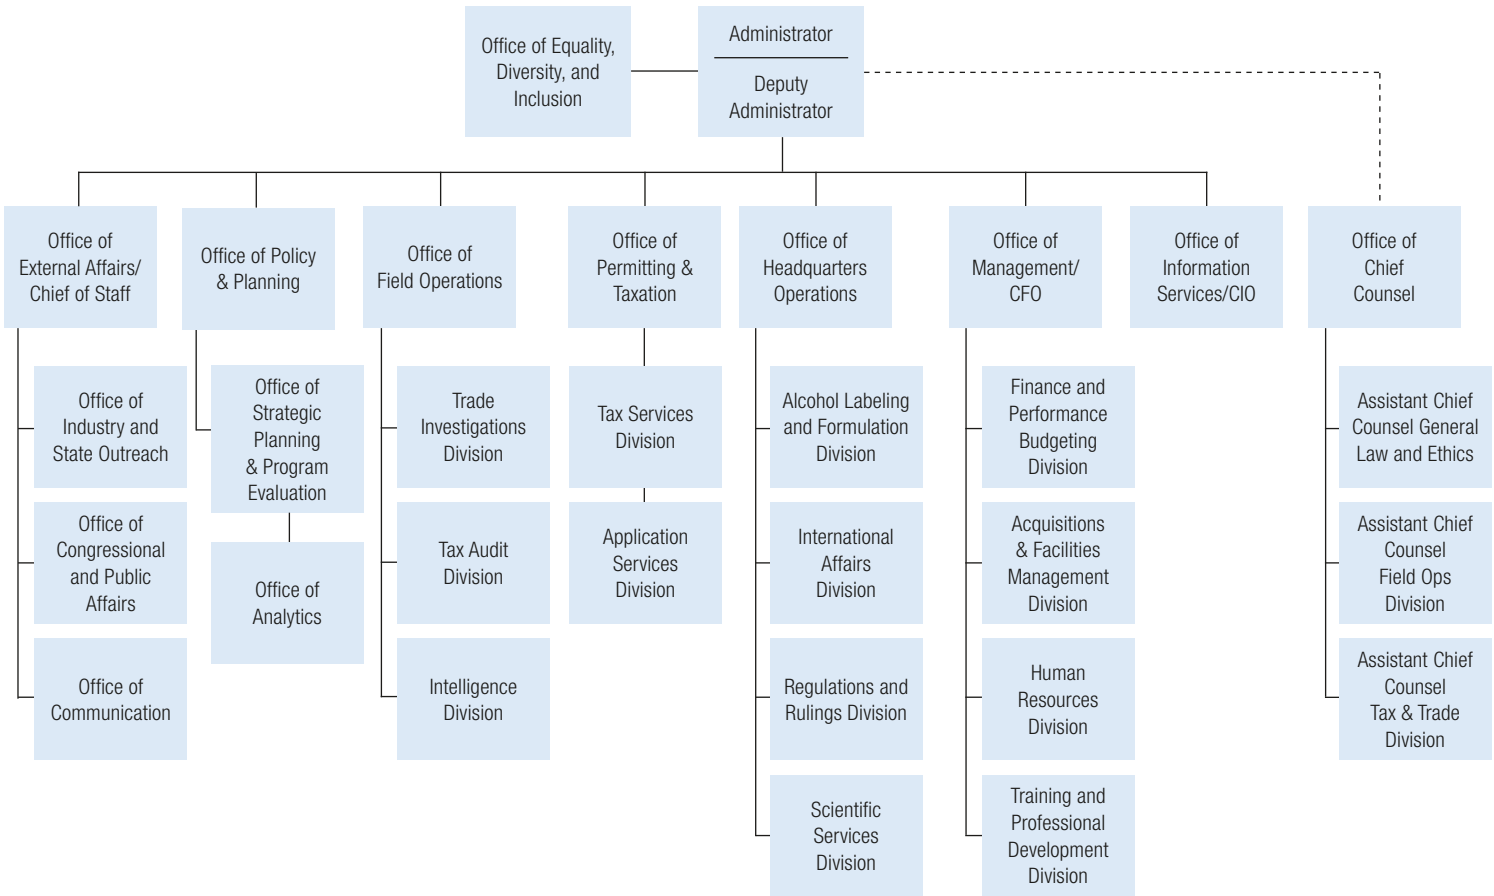 Office of Equality,
Diversity, and
Inclusion
Administrator
Deputy
Administrator
Office of
External Affairs/
Chief of Staff
Office of Policy
& Planning
Office of
Field Operations
Office of
Permitting &
Taxation
Office of
Headquarters
Operations
Office of
Management/
CFO
Office of
Information
Services/CIO
Office of
Chief
Counsel
Office of
Industry and
State Outreach
Office of
Strategic
Planning
& Program
Evaluation
Trade
Investigations
Division
Tax Services
Division
Alcohol Labeling
and Formulation
Division
Finance and
Performance
Budgeting
Division
Assistant Chief
Counsel General
Law and Ethics
Office of
Congressional
and Public
Affairs
Office of
Analytics
Tax Audit
Division
Application
Services
Division
International
Affairs
Division
Acquisitions
& Facilities
Management
Division
Assistant Chief
Counsel
Field Ops
Division
Office of
Communication
Intelligence
Division
Regulations and
Rulings Division
Human
Resources
Division
Assistant Chief
Counsel
Tax & Trade
Division
Scientific
Services
Division
Training and
Professional
Development
Division